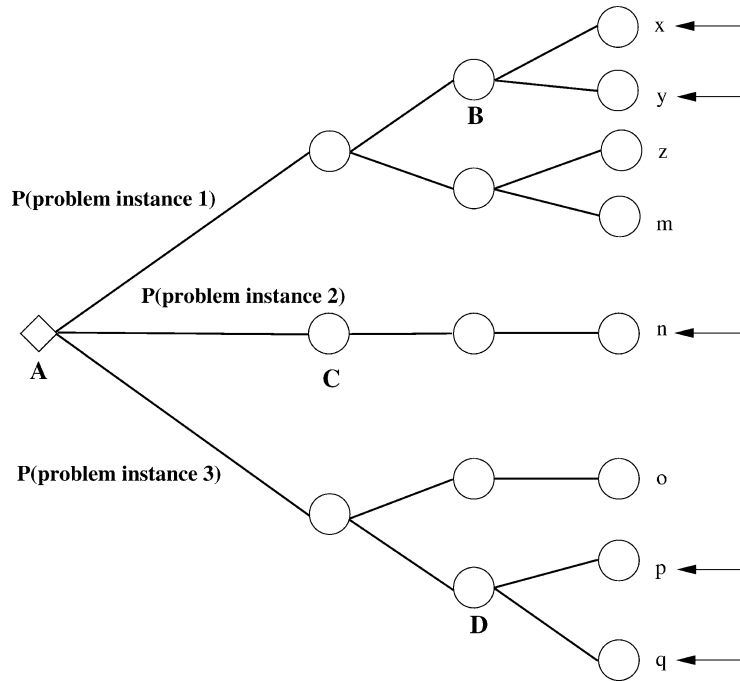 x
y
B
z
P(problem instance 1)
m
P(problem instance 2)
n
A
C
P(problem instance 3)
o
p
D
q